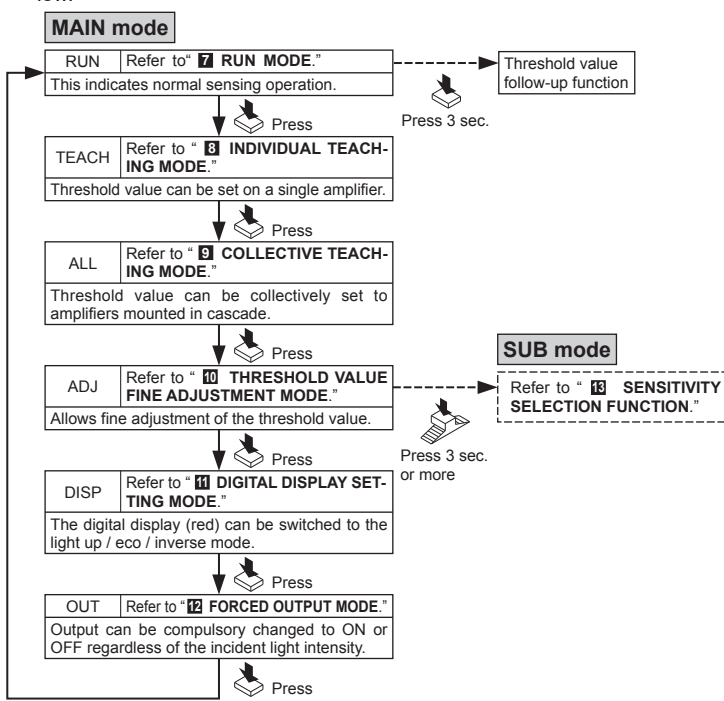 MAIN mode
RUN
Refer to“ 7 RUN MODE.”
This indicates normal sensing operation.
Threshold value
follow-up function
Press 3 sec.
Press
TEACH
Refer to “ 8 INDIVIDUAL TEACH-
ING MODE.”
Threshold value can be set on a single amplifier.
Press
ALL
Refer to “ 9 COLLECTIVE TEACH-
ING MODE.”
Threshold value can be collectively set to
amplifiers mounted in cascade.
Press
SUB mode
ADJ
Refer to “ 10 THRESHOLD VALUE
FINE ADJUSTMENT MODE.”
Allows fine adjustment of the threshold value.
Refer to “ 13 SENSITIVITY
SELECTION FUNCTION.”
Press 3 sec.
or more
Press
DISP
Refer to “ 11 DIGITAL DISPLAY SET-
TING MODE.”
The digital display (red) can be switched to the
light up / eco / inverse mode.
Press
OUT
Refer to “12 FORCED OUTPUT MODE.”
Output can be compulsory changed to ON or
OFF regardless of the incident light intensity.
Press